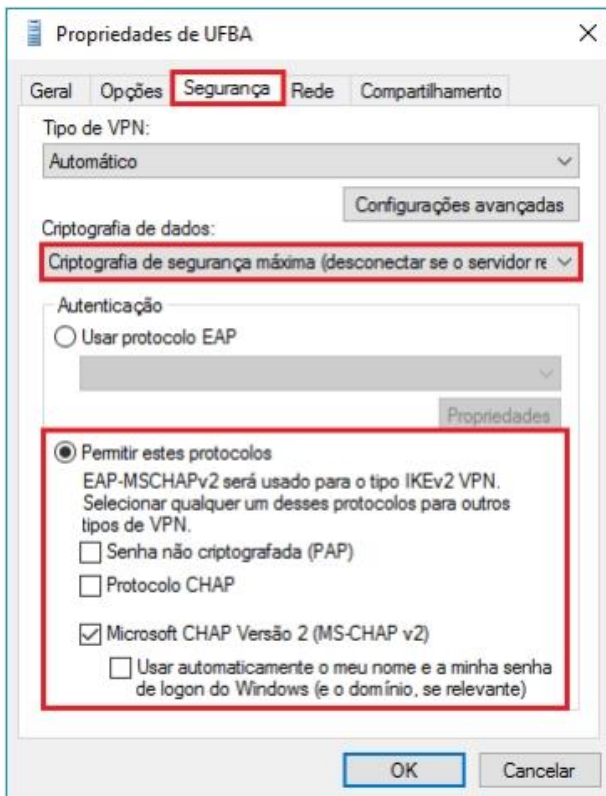 Propriedades de UFBA
Geral Opções Segurança Rede Compartilhamento
Tipo de VPN:
Automático
Configurações avançadas
Criptografia de dados:
Criptografia de segurança máxima (desconectar se o servidor re
Autenticação
Usar protocolo EAP
Propriedades
Permitir estes protocolos
EAP-MSCHAPv2 será usado para o tipo IKEv2 VPN.
Selecionar qualquer um desses protocolos para outros
tipos de VPN.
Senha não criptografada (PAP)
Protocolo CHAP
Microsoft CHAP Versão 2 (MS-CHAP v2)
Usar automaticamente o meu nome e a minha senha
de logon do Windows (e o domínio, se relevante)
OK Cancelar